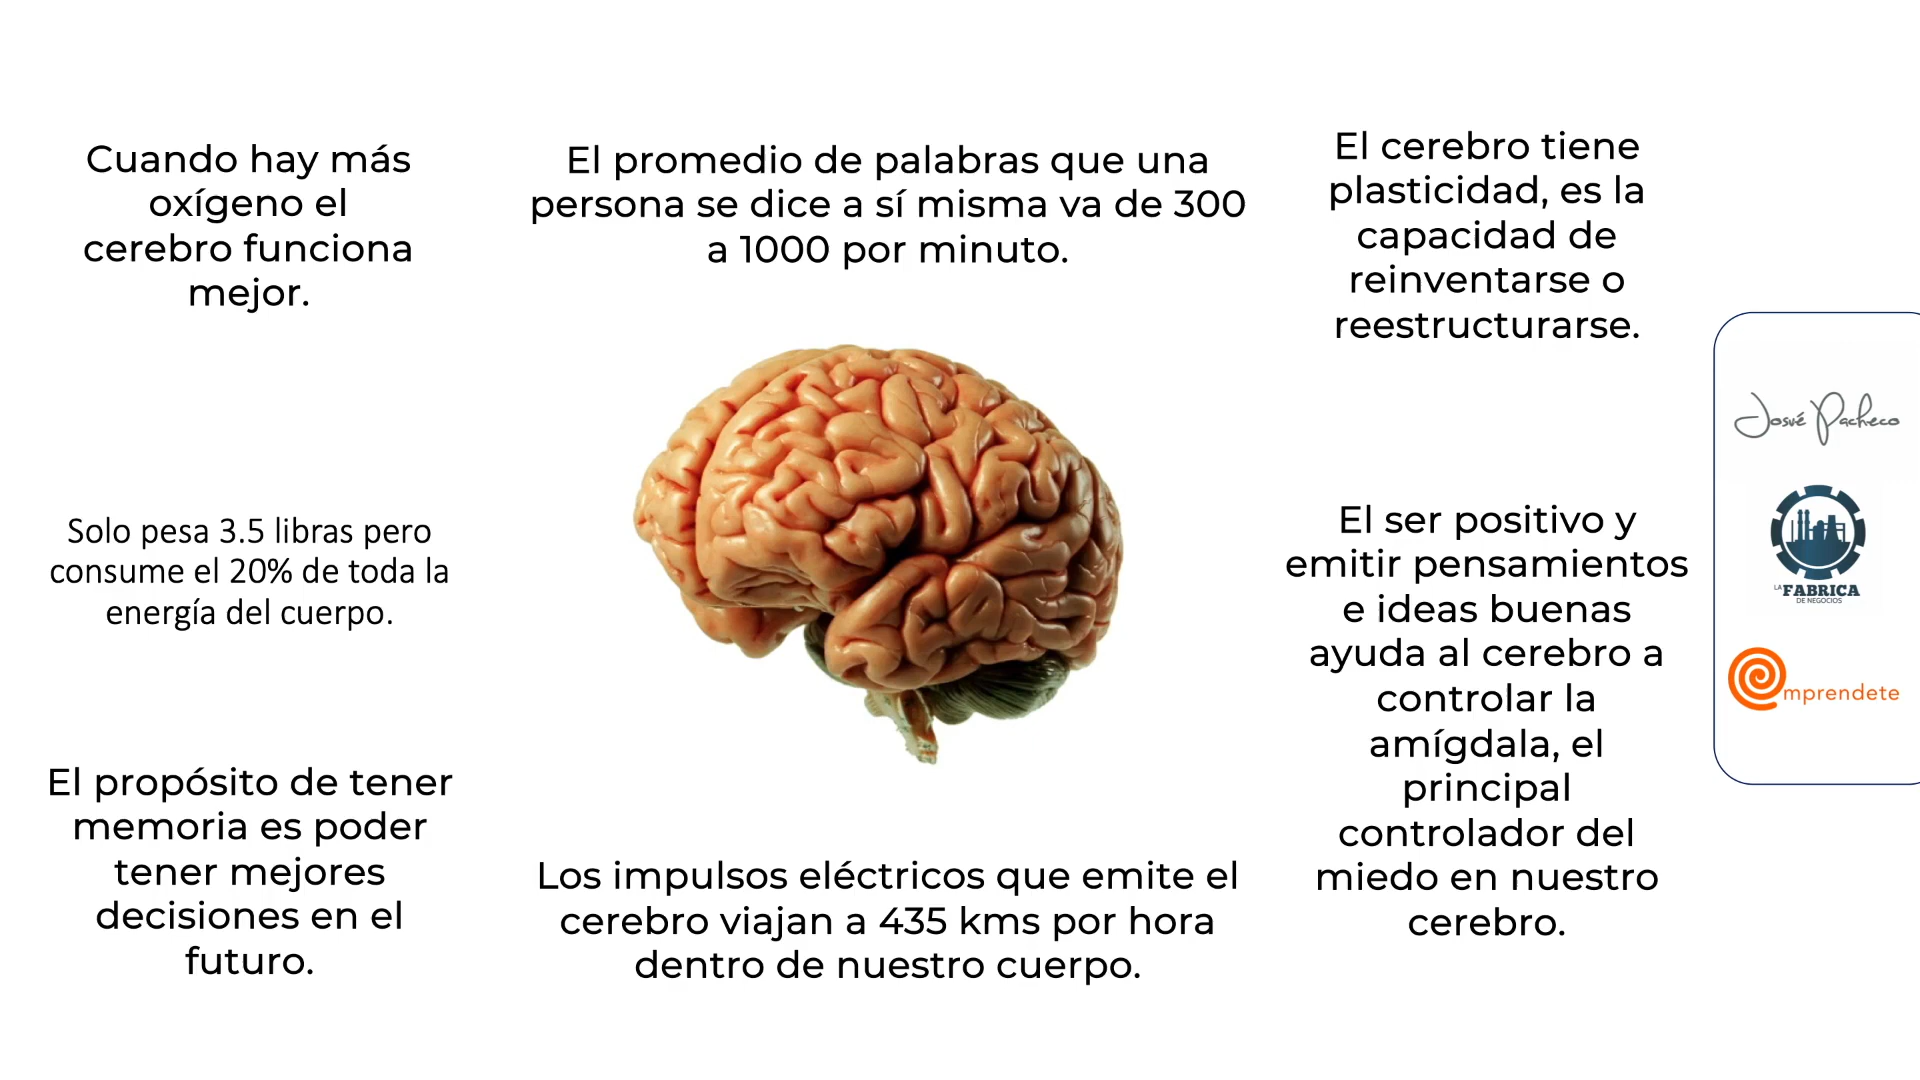 Cuando hay más
oxígeno el
cerebro funciona
mejor.
El promedio de palabras que una
persona se dice a sí misma va de 300
a 1000 por minuto.
El cerebro tiene
plasticidad, es la
capacidad de
reinventarse o
reestructurarse.
Solo pesa 3.5 libras pero
consume el 20% de toda la
energía del cuerpo.
El ser positivo y
emitir pensamientos
e ideas buenas
ayuda al cerebro a
controlar la
amígdala, el
principal
controlador del
miedo en nuestro
cerebro.
El propósito de tener
memoria es poder
tener mejores
decisiones en el
futuro.
Los impulsos eléctricos que emite el
cerebro viajan a 435 kms por hora
dentro de nuestro cuerpo.
Josué Pacheco
LA FABRICA
DE NEGOCIOS
mprendete